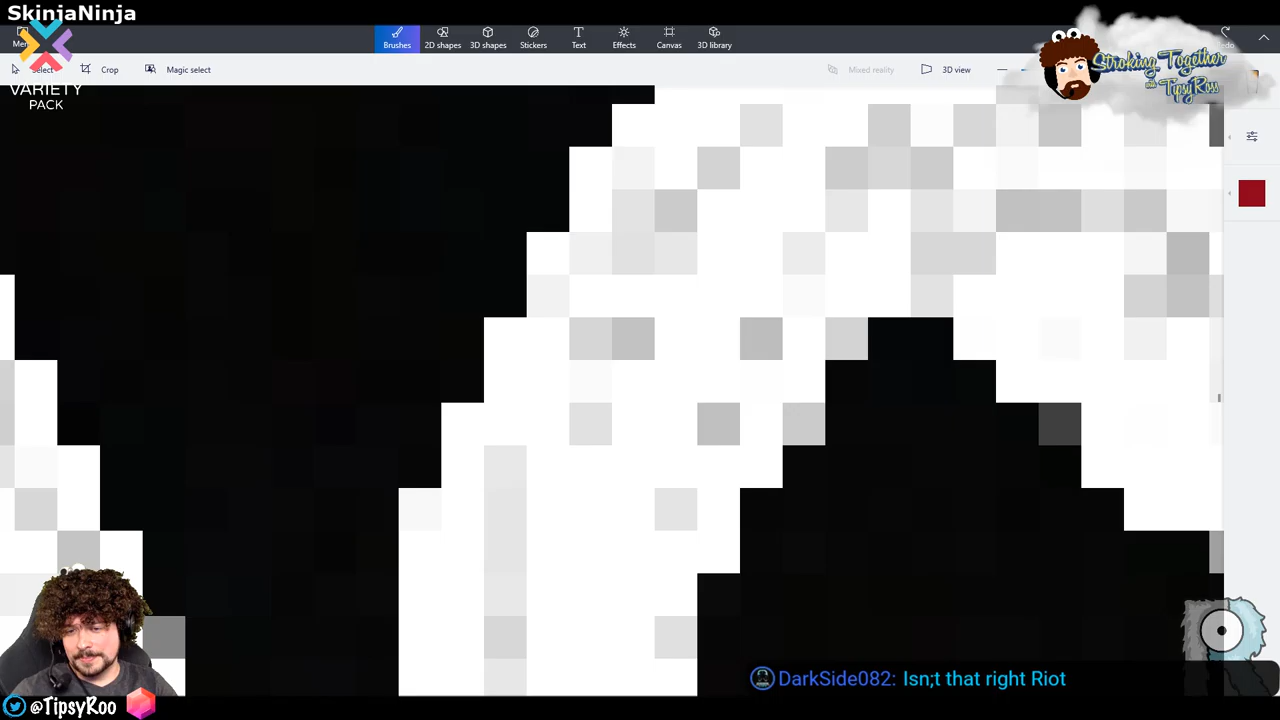 SkinjaNinja
Brushes
2D shapes
3D shapes
Stickers
Text
Effects
Canvas
3D library
Select
Crop
Magic select
Mixed reality
3D view
VARIETY
PACK
Stroking Together
with TipsyRoss
DarkSide082: Isn;t that right Riot
@TipsyRoo